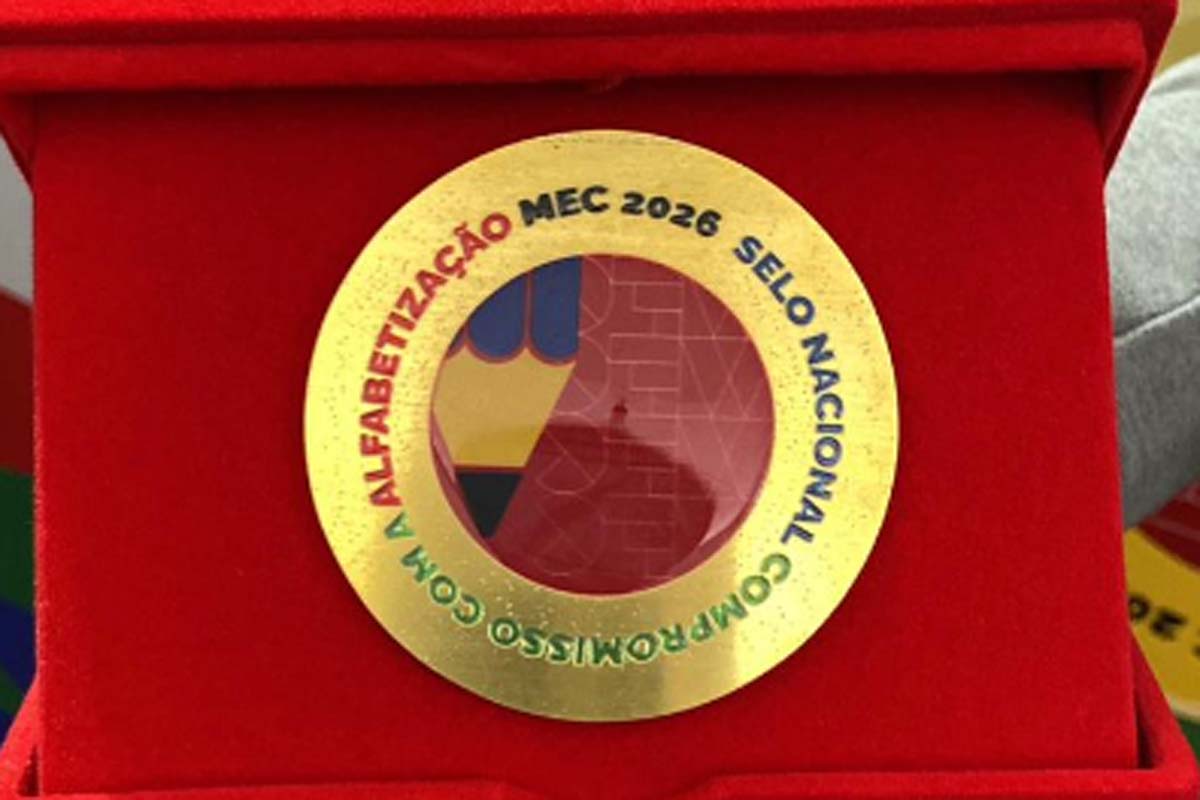 SELO NACIONAL COMPROMISSO COM A ALFABETIZAÇÃO MEC 2026